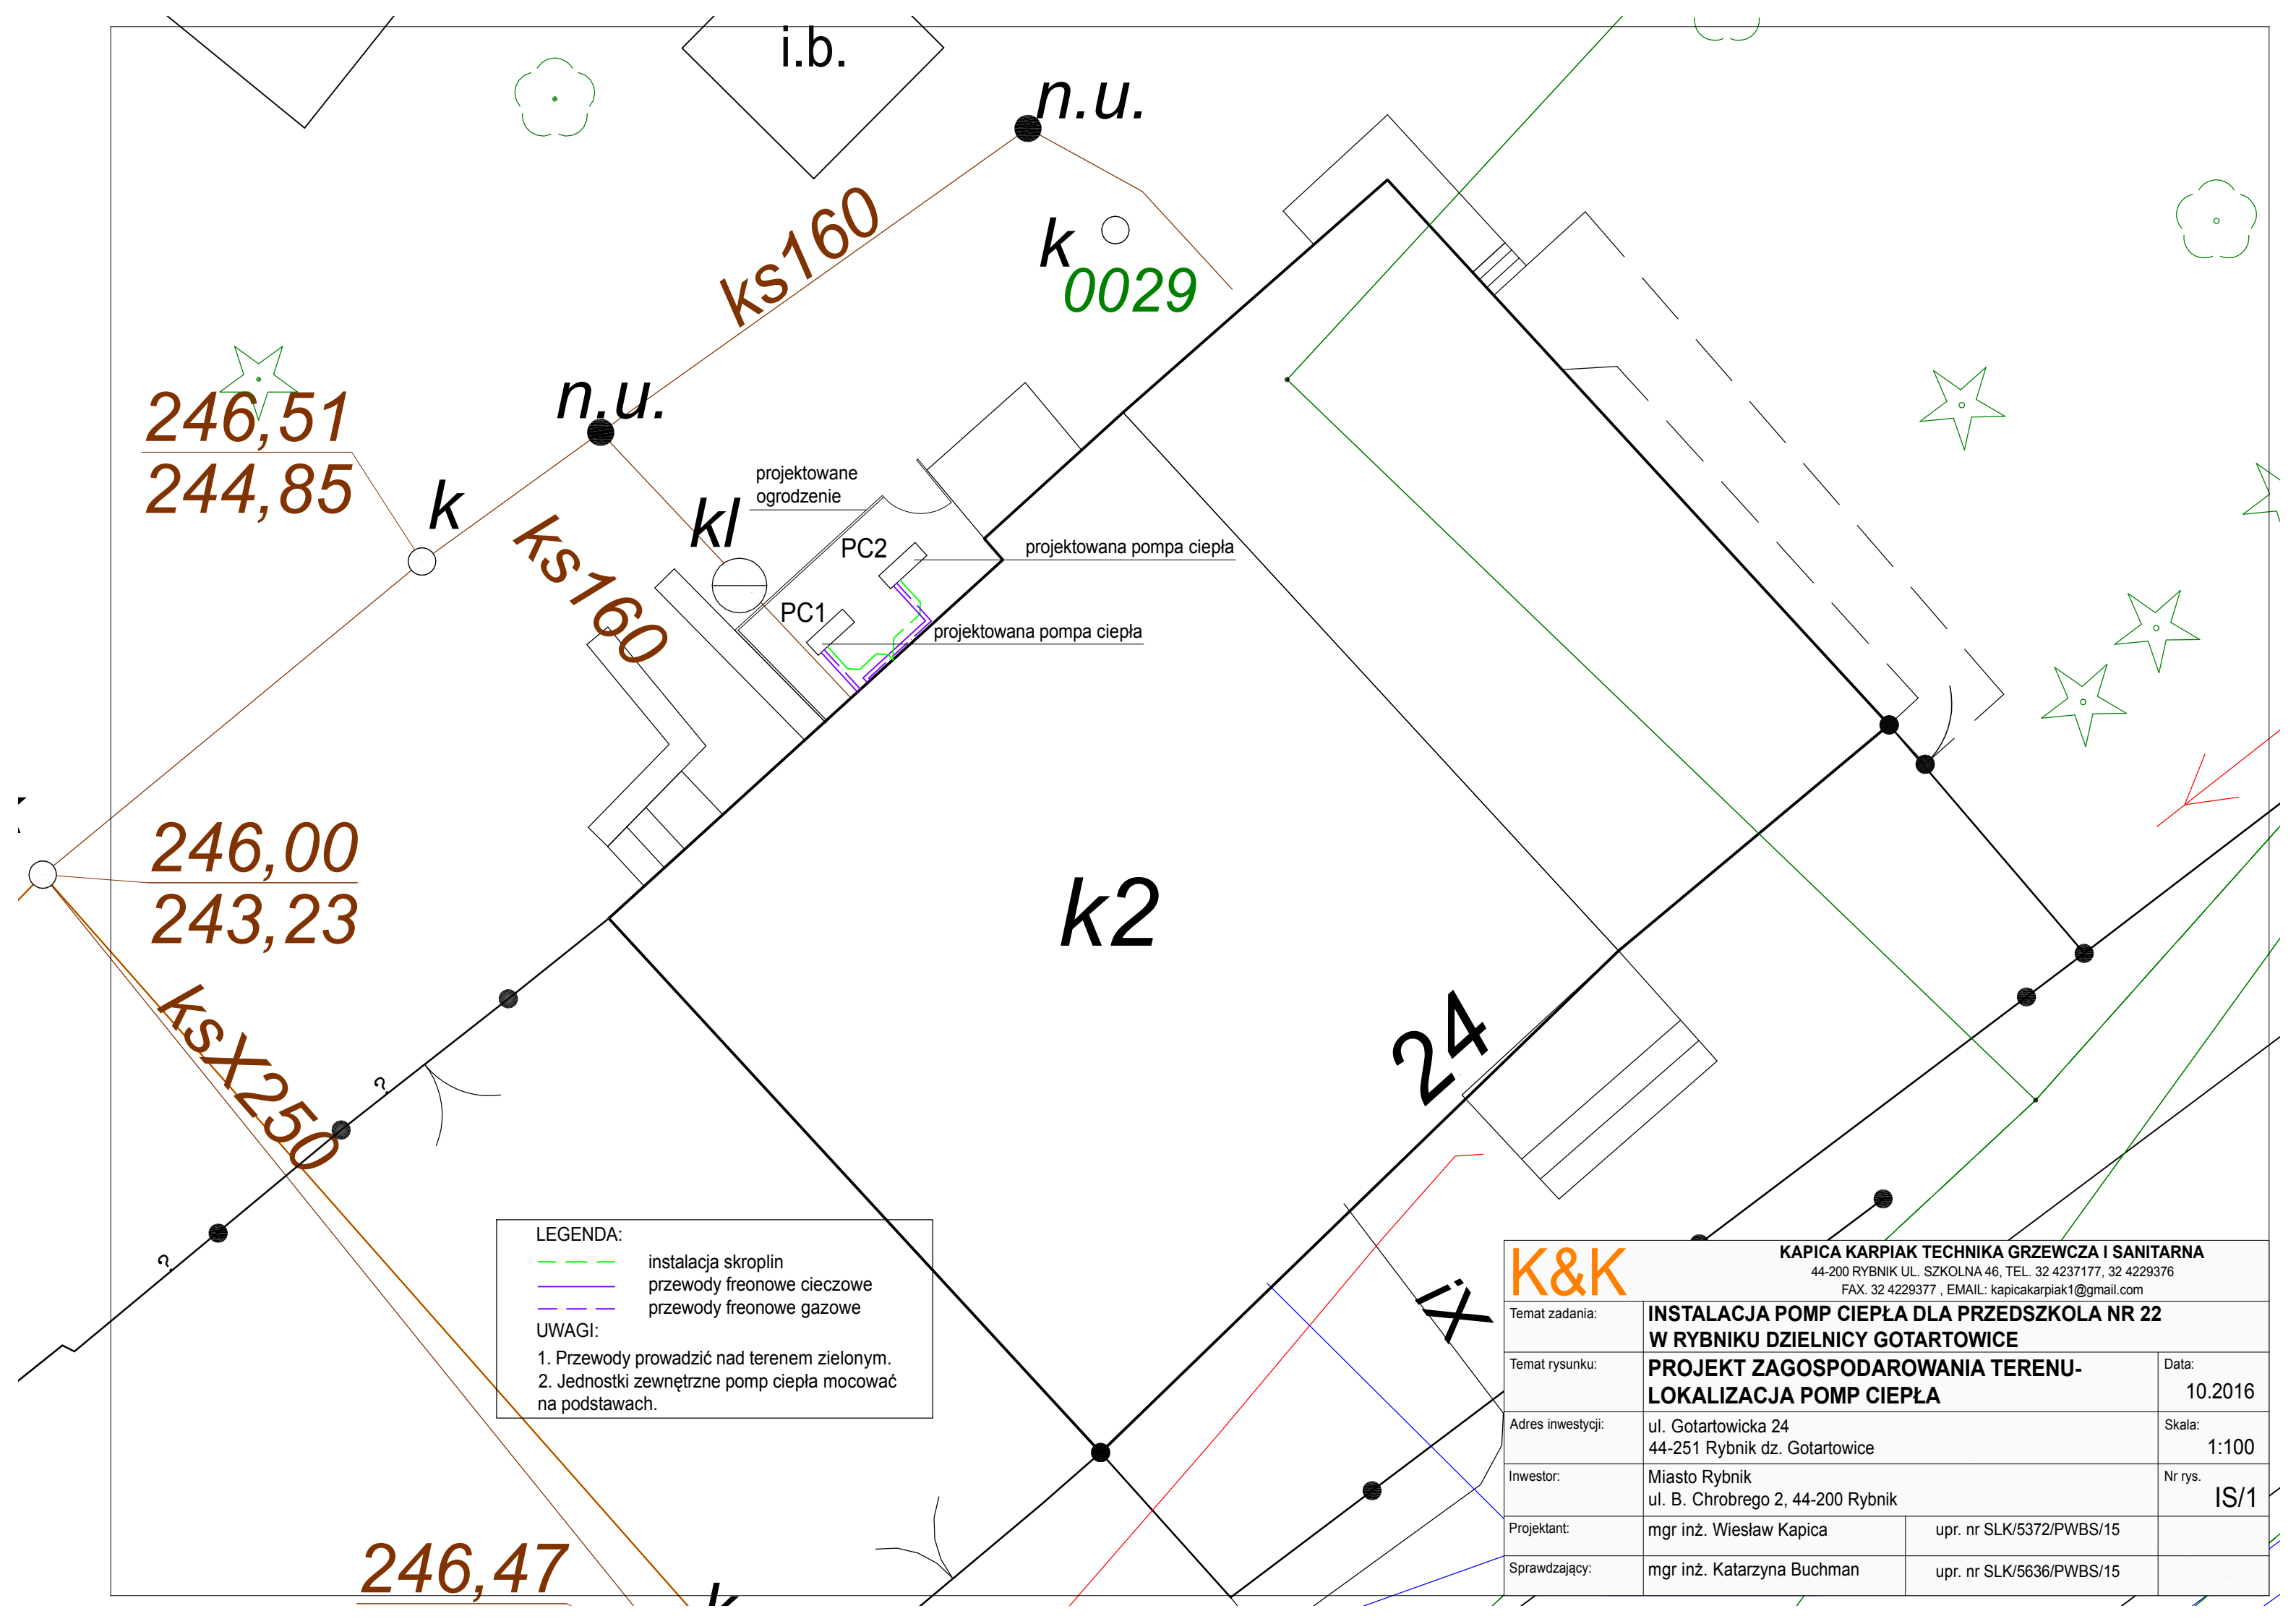 i.b.
n.u.
ks160
k
0029
n.u.
246,51
244,85
k
ks160
kl
projektowane
ogrodzenie
PC2
projektowana pompa ciepła
PC1
projektowana pompa ciepła
246,00
243,23
ksX250
k2
24
?
?
ix
246,47
k
LEGENDA:
instalacja skroplin
przewody freonowe cieczowe
przewody freonowe gazowe
UWAGI:
1. Przewody prowadzić nad terenem zielonym.
2. Jednostki zewnętrzne pomp ciepła mocować
na podstawach.
K&K
KAPICA KARPIAK TECHNIKA GRZEWCZA I SANITARNA
44-200 RYBNIK UL. SZKOLNA 46, TEL. 32 4237177, 32 4229376
FAX. 32 4229377 , EMAIL: kapicakarpiak1@gmail.com
Temat zadania:
INSTALACJA POMP CIEPŁA DLA PRZEDSZKOLA NR 22
W RYBNIKU DZIELNICY GOTARTOWICE
Temat rysunku:
PROJEKT ZAGOSPODAROWANIA TERENU-
LOKALIZACJA POMP CIEPŁA
Data:
10.2016
Adres inwestycji:
ul. Gotartowicka 24
44-251 Rybnik dz. Gotartowice
Skala:
1:100
Inwestor:
Miasto Rybnik
ul. B. Chrobrego 2, 44-200 Rybnik
Nr rys.
IS/1
Projektant:
mgr inż. Wiesław Kapica
upr. nr SLK/5372/PWBS/15
Sprawdzający:
mgr inż. Katarzyna Buchman
upr. nr SLK/5636/PWBS/15